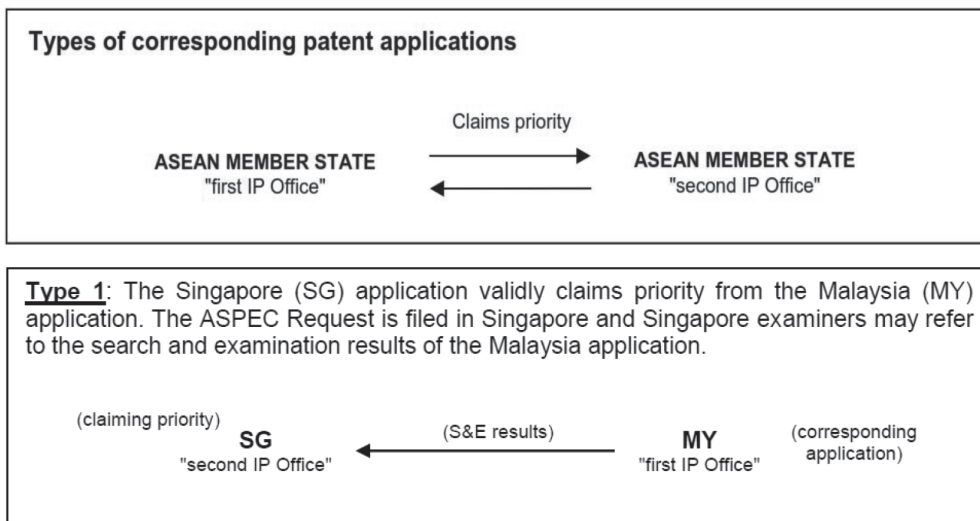 Types of corresponding patent applications
Claims priority
ASEAN MEMBER STATE
"first IP Office"
ASEAN MEMBER STATE
"second IP Office"
Type 1: The Singapore (SG) application validly claims priority from the Malaysia (MY)
application. The ASPEC Request is filed in Singapore and Singapore examiners may refer
to the search and examination results of the Malaysia application.
(claiming priority)
SG
"second IP Office"
(S&E results)
MY
"first IP Office"
(corresponding
application)